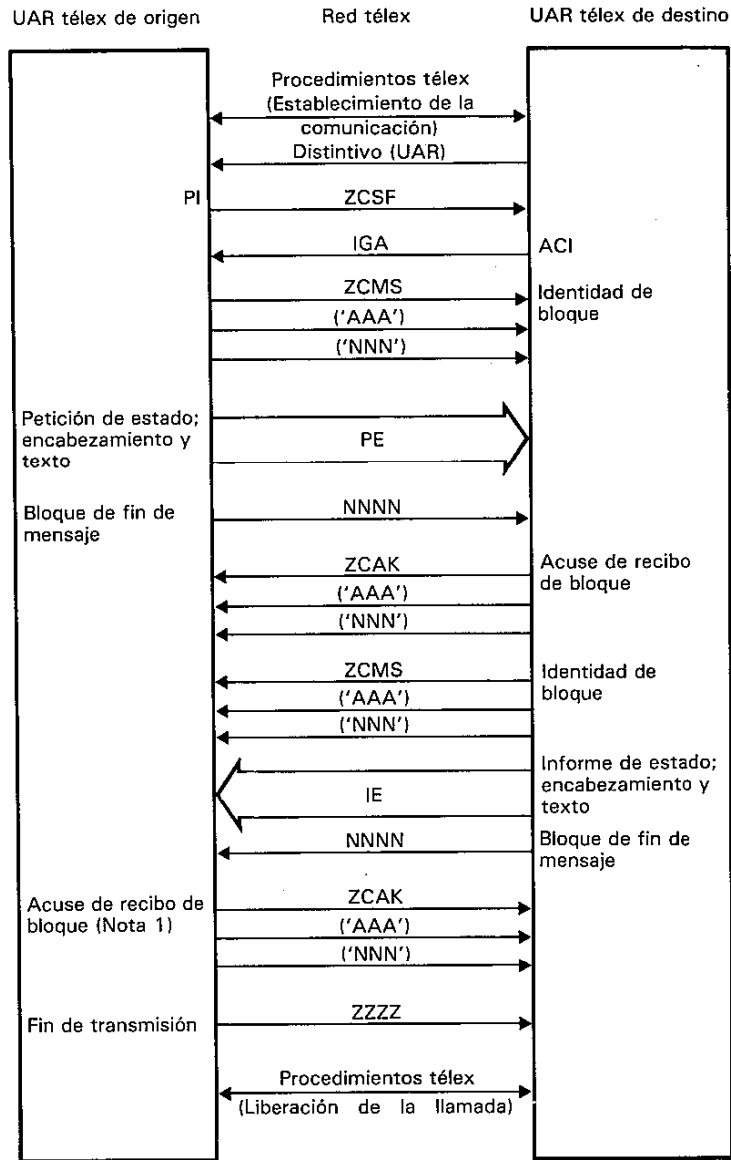 UAR télex de origen
Red télex
UAR télex de destino
Procedimientos télex
(Establecimiento de la
comunicación)
Distintivo (UAR)
PI
ZCSF
IGA
ACI
ZCMS
('AAA')
('NNN')
Identidad de
bloque
Petición de estado;
encabezamiento y
texto
PE
Bloque de fin de
mensaje
NNNN
ZCAK
('AAA')
('NNN')
Acuse de recibo
de bloque
ZCMS
('AAA')
('NNN')
Identidad de
bloque
IE
Informe de estado;
encabezamiento y
texto
NNNN
Bloque de fin de
mensaje
Acuse de recibo de
bloque (Nota 1)
ZCAK
('AAA')
('NNN')
Fin de transmisión
ZZZZ
Procedimientos télex
(Liberación de la llamada)